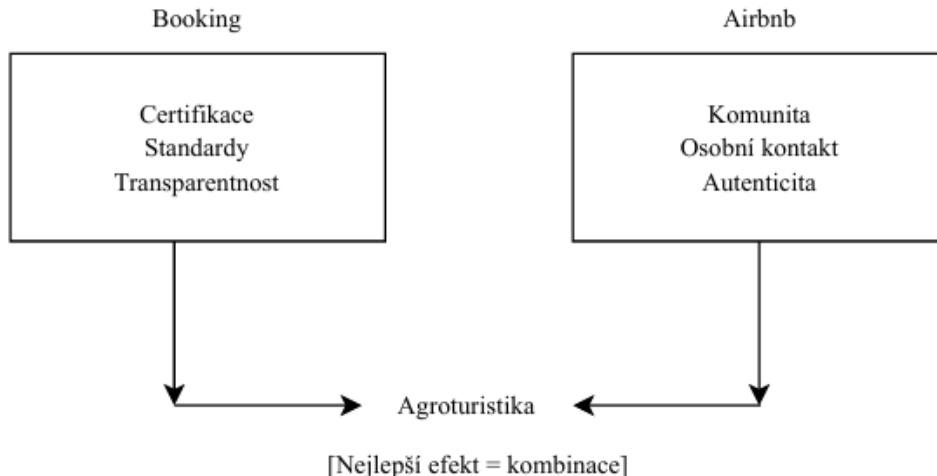 Booking
Airbnb
Certifikace
Standardy
Transparentnost
Komunita
Osobní kontakt
Autenticita
Agroturistika
[Nejlepší efekt = kombinace]